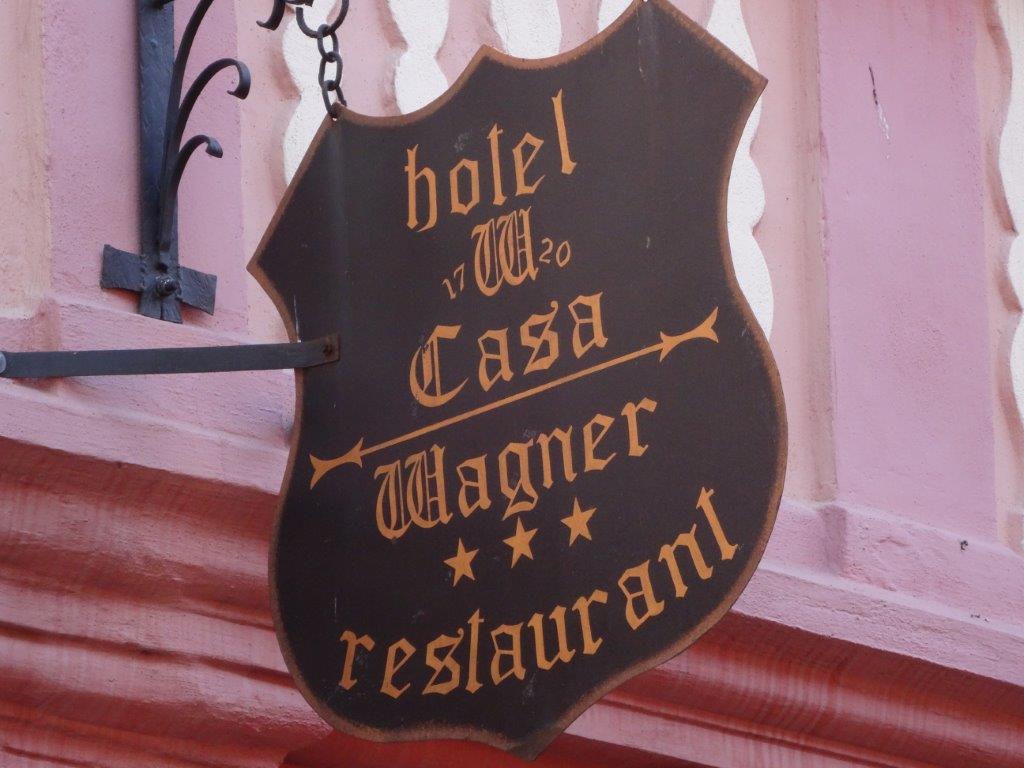 hotel
17 W 20
Casa
Wagner
restaurant